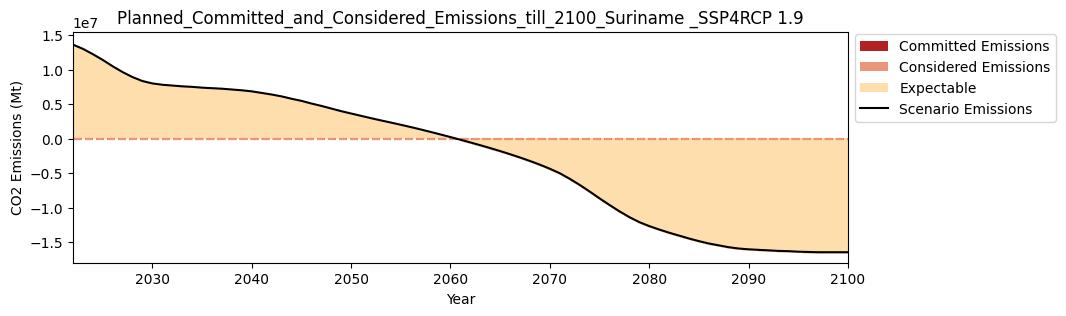 Planned_Committed_and_Considered_Emissions_till_2100_Suriname _SSP4RCP 1.9
1e7
1.5
1.0
0.5
0.0
−0.5
−1.0
−1.5
CO2 Emissions (Mt)
2030 2040 2050 2060 2070 2080 2090 2100
Year
Committed Emissions
Considered Emissions
Expectable
Scenario Emissions